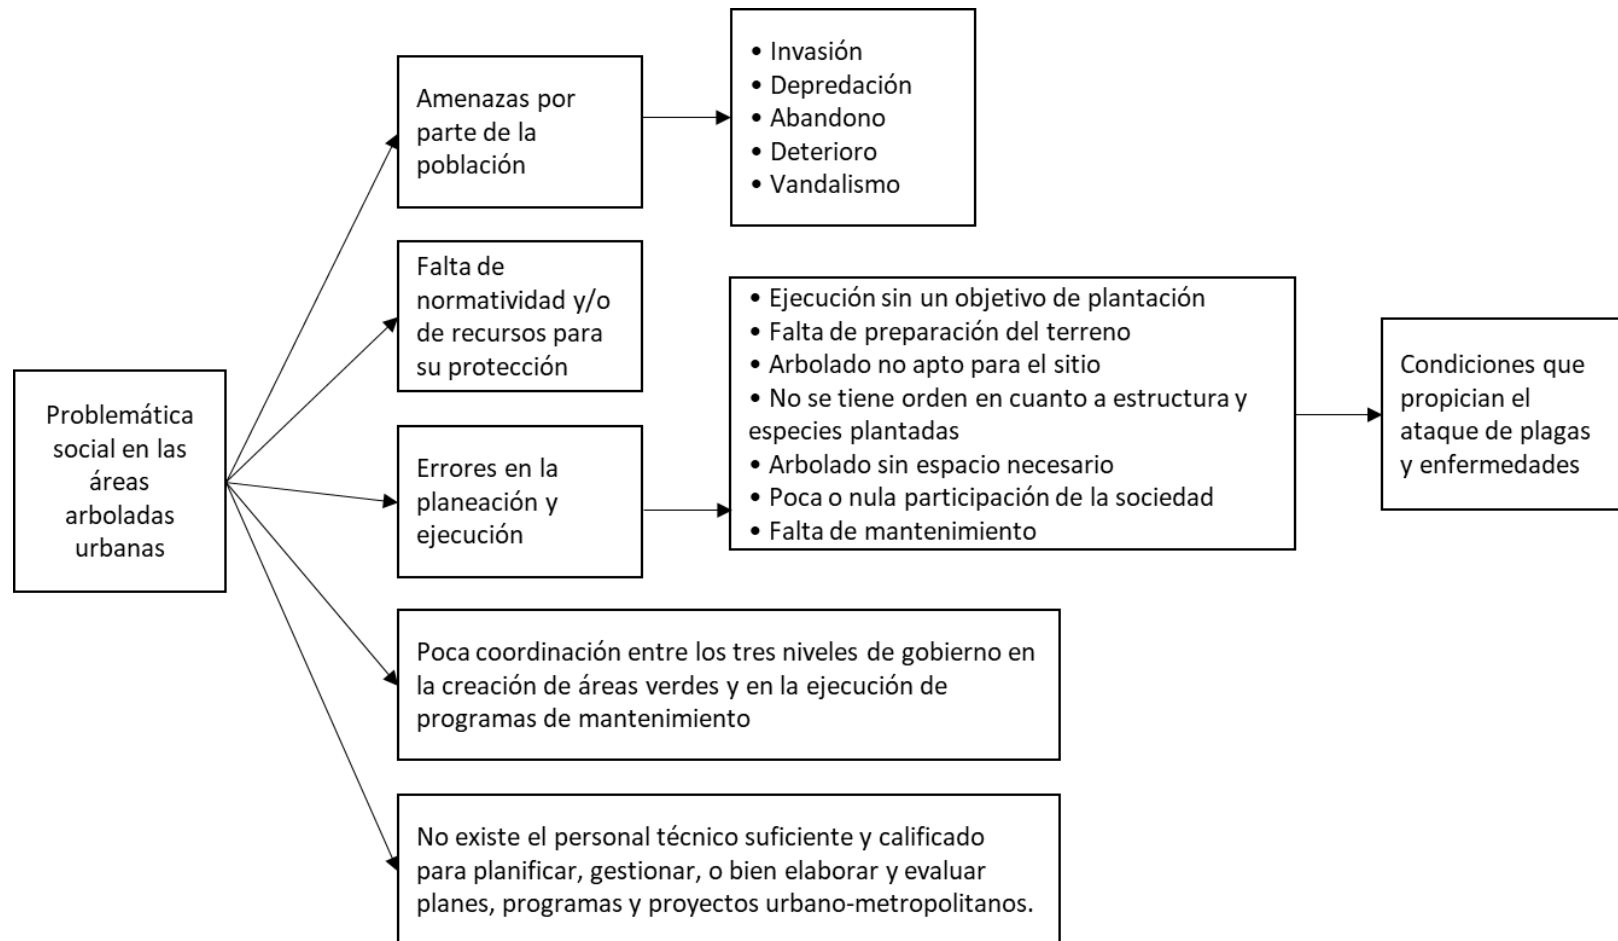 Problemática
social en las
áreas
arboladas
urbanas
Amenazas por
parte de la
población
• Invasión
• Depredación
• Abandono
• Deterioro
• Vandalismo
Falta de
normatividad y/o
de recursos para
su protección
Errores en la
planeación y
ejecución
• Ejecución sin un objetivo de plantación
• Falta de preparación del terreno
• Arbolado no apto para el sitio
• No se tiene orden en cuanto a estructura y
especies plantadas
• Arbolado sin espacio necesario
• Poca o nula participación de la sociedad
• Falta de mantenimiento
Condiciones que
propician el
ataque de plagas
y enfermedades
Poca coordinación entre los tres niveles de gobierno en
la creación de áreas verdes y en la ejecución de
programas de mantenimiento
No existe el personal técnico suficiente y calificado
para planificar, gestionar, o bien elaborar y evaluar
planes, programas y proyectos urbano-metropolitanos.